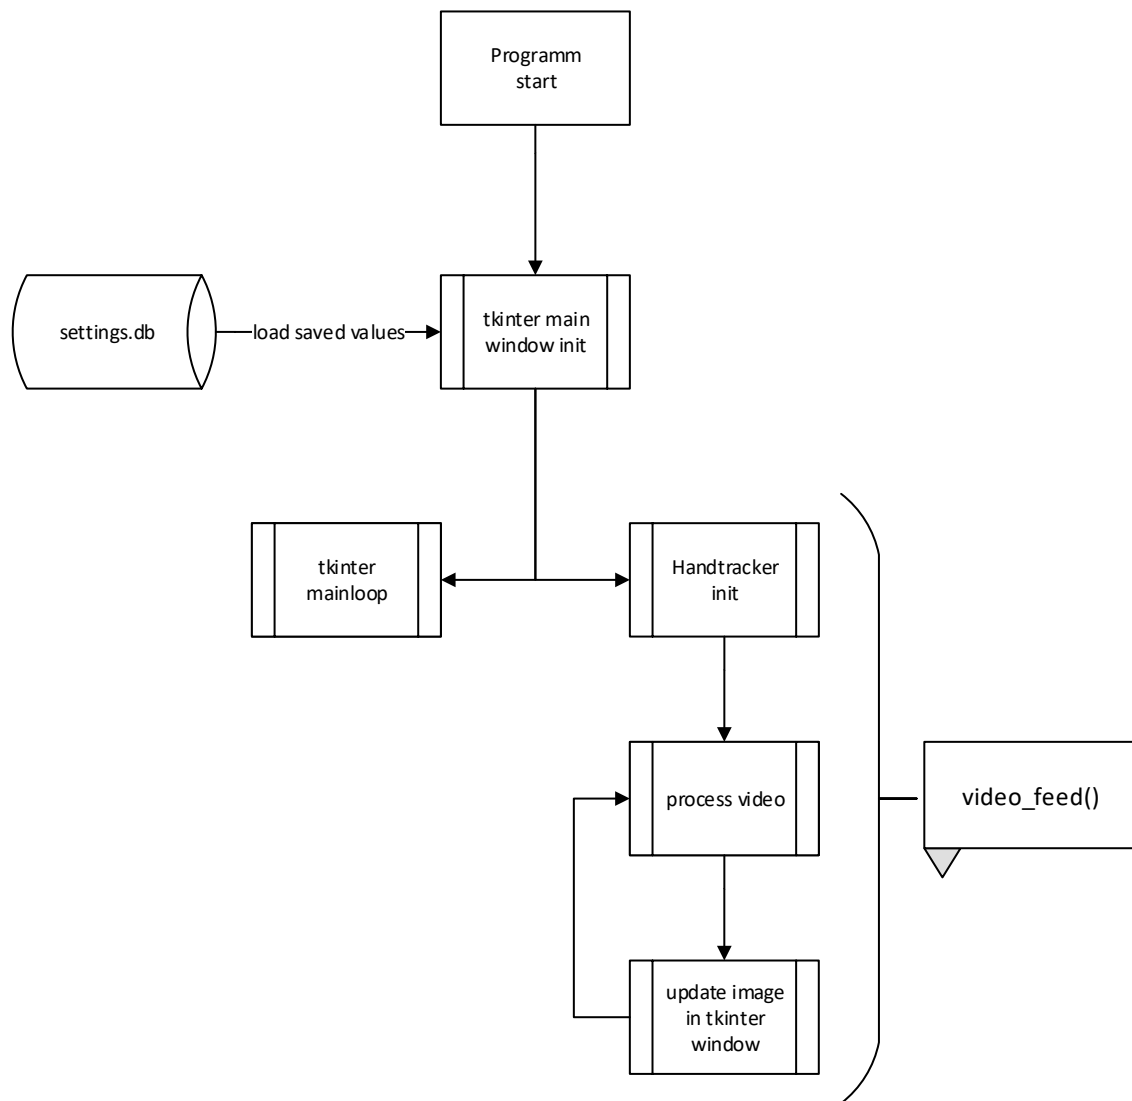 Programm
start
settings.db
load saved values
tkinter main
window init
tkinter
mainloop
Handtracker
init
process video
video_feed()
update image
in tkinter
window